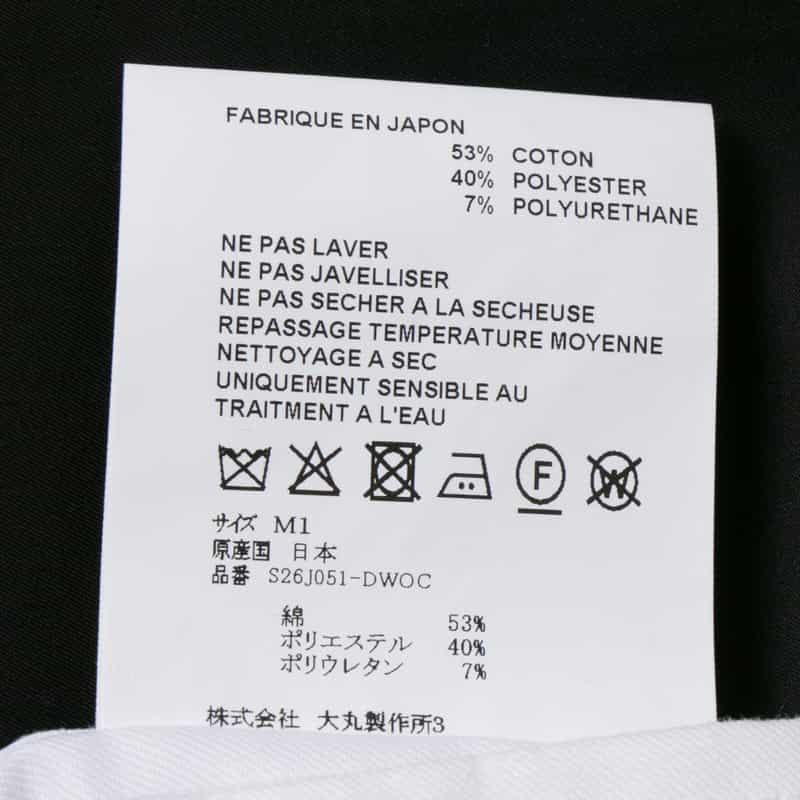 FABRIQUE EN JAPON
53% COTON
40% POLYESTER
7% POLYURETHANE
NE PAS LAVER
NE PAS JAVELLISER
NE PAS SECHER A LA SECHEUSE
REPASSAGE TEMPERATURE MOYENNE
NETTOYAGE A SEC
UNIQUEMENT SENSIBLE AU
TRAITMENT A L'EAU
F W
サイズ M1
原産国 日本
品番 S26J051-DWOC
綿 53%
ポリエステル 40%
ポリウレタン 7%
株式会社 大丸製作所3